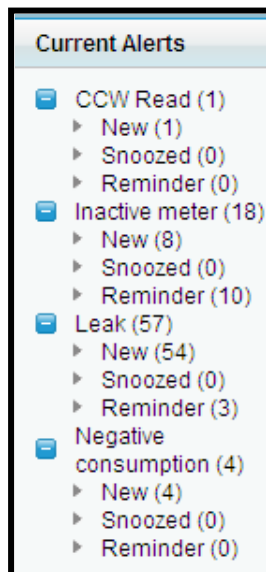 Current Alerts
CCW Read (1)
New (1)
Snoozed (0)
Reminder (0)
Inactive meter (18)
New (8)
Snoozed (0)
Reminder (10)
Leak (57)
New (54)
Snoozed (0)
Reminder (3)
Negative
consumption (4)
New (4)
Snoozed (0)
Reminder (0)